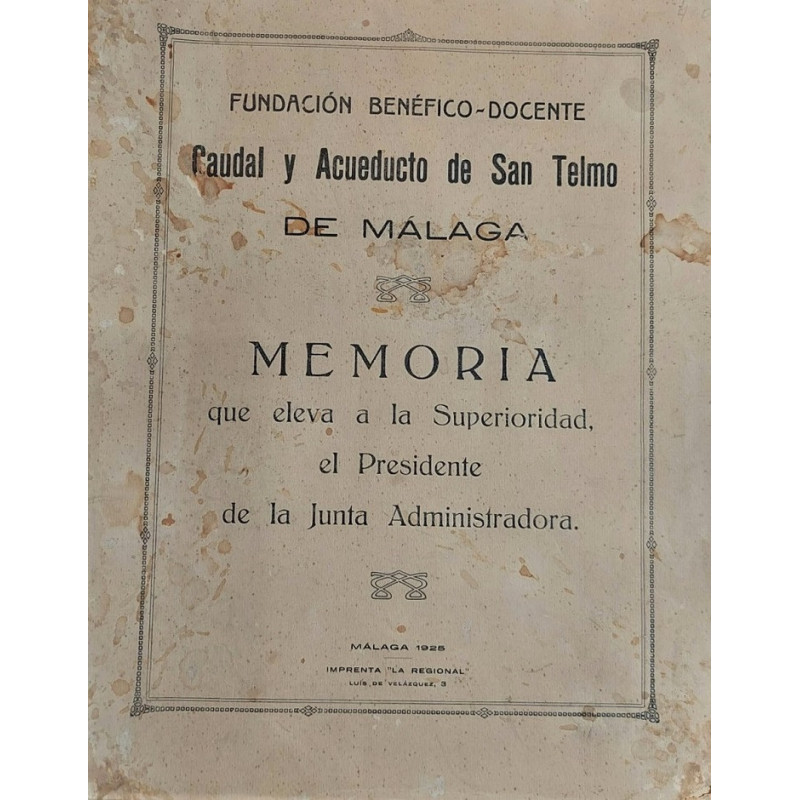 FUNDACIÓN BENÉFICO-DOCENTE
Caudal y Acueducto de San Telmo
DE MÁLAGA
MEMORIA
que eleva a la Superioridad,
el Presidente
de la Junta Administradora.
MÁLAGA 1925
IMPRENTA "LA REGIONAL"
LUIS DE VELÁZQUEZ, 3